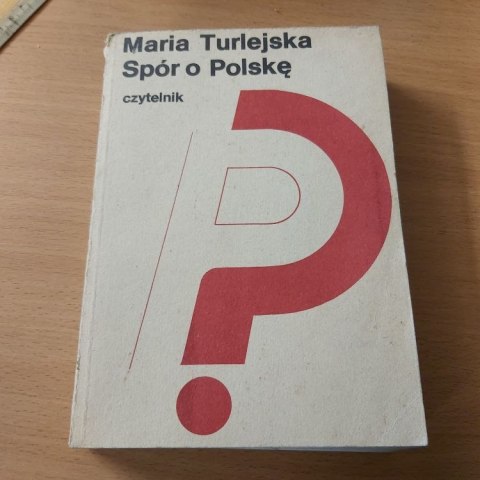 Maria Turlejska
Spór o Polskę
czytelnik